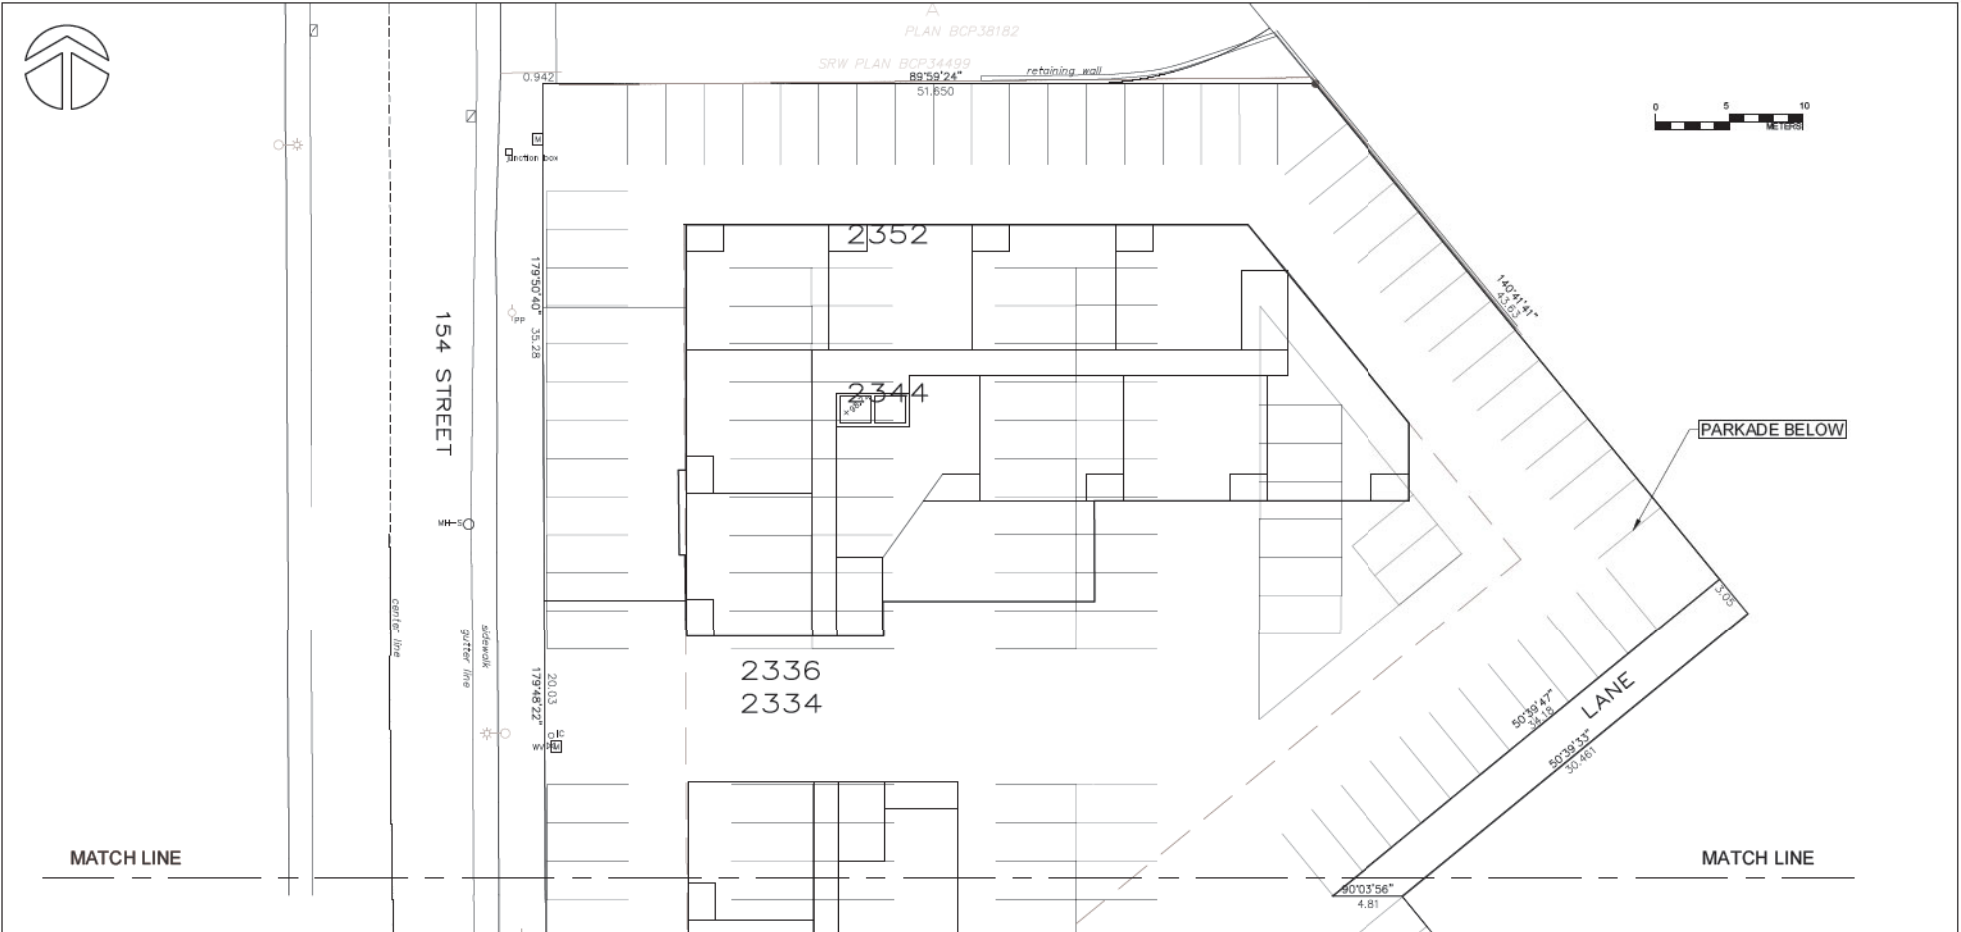 A
PLAN BCP38182
SRW PLAN BCP34499
0.942
89°59'24"
51.650
retaining wall
0 5 10
METERS
M
junction box
2352
179°50'40" 35.28
pp
140°41'41"
43.63
154 STREET
2344
PARKADE BELOW
MH-S
center line
gutter line
sidewalk
3.05
2336
2334
20.03
179°48'22"
50°39'47"
34.18
LANE
IC
WV
50°39'33"
30.461
MATCH LINE
MATCH LINE
90°03'56"
4.81